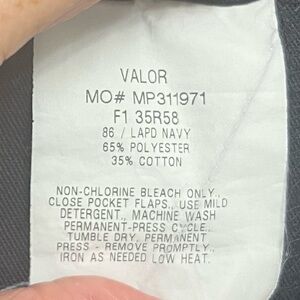 VALOR
MO# MP311971
F1 35R58
86 / LAPD NAVY
65% POLYESTER
35% COTTON
NON-CHLORINE BLEACH ONLY.,
CLOSE POCKET FLAPS., USE MILD
DETERGENT., MACHINE WASH
PERMANENT-PRESS CYCLE.,
TUMBLE DRY, PERMANENT
PRESS - REMOVE PROMPTLY.,
IRON AS NEEDED LOW HEAT.